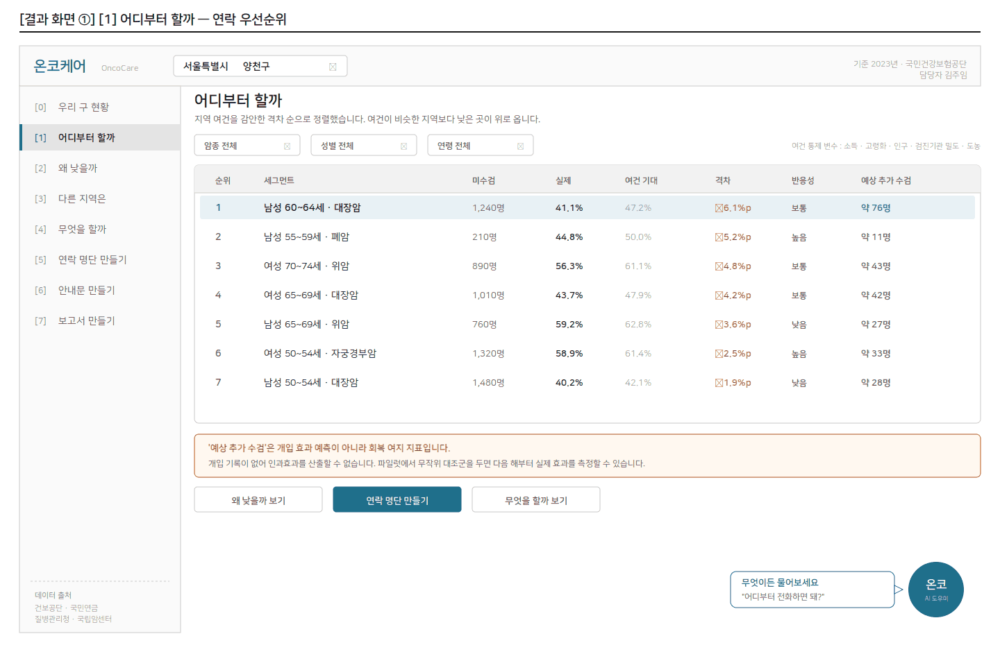 [결과 화면 ①] [1] 어디부터 할까 — 연락 우선순위
온코케어 OncoCare 서울특별시 양천구
기준 2023년 · 국민건강보험공단
담당자 김주임
[0] 우리 구 현황
[1] 어디부터 할까
[2] 왜 낮을까
[3] 다른 지역은
[4] 무엇을 할까
[5] 연락 명단 만들기
[6] 안내문 만들기
[7] 보고서 만들기
데이터 출처
건보공단 · 국민연금
질병관리청 · 국립암센터
어디부터 할까
지역 여건을 감안한 격차 순으로 정렬했습니다. 여건이 비슷한 지역보다 낮은 곳이 위로 옵니다.
암종 전체 성별 전체 연령 전체
여건 통제 변수 : 소득 · 고령화 · 인구 · 검진기관 밀도 · 도농
순위 세그먼트 미수검 실제 여건 기대 격차 반응성 예상 추가 수검
1 남성 60~64세 · 대장암 1,240명 41.1% 47.2% 6.1%p 보통 약 76명
2 남성 55~59세 · 폐암 210명 44.8% 50.0% 5.2%p 높음 약 11명
3 여성 70~74세 · 위암 890명 56.3% 61.1% 4.8%p 보통 약 43명
4 여성 65~69세 · 대장암 1,010명 43.7% 47.9% 4.2%p 보통 약 42명
5 남성 65~69세 · 위암 760명 59.2% 62.8% 3.6%p 낮음 약 27명
6 여성 50~54세 · 자궁경부암 1,320명 58.9% 61.4% 2.5%p 높음 약 33명
7 남성 50~54세 · 대장암 1,480명 40.2% 42.1% 1.9%p 낮음 약 28명
'예상 추가 수검'은 개입 효과 예측이 아니라 회복 여지 지표입니다.
개입 기록이 없어 인과효과를 산출할 수 없습니다. 파일럿에서 무작위 대조군을 두면 다음 해부터 실제 효과를 측정할 수 있습니다.
왜 낮을까 보기 연락 명단 만들기 무엇을 할까 보기
무엇이든 물어보세요
"어디부터 전화하면 돼?"
온코
AI 도우미